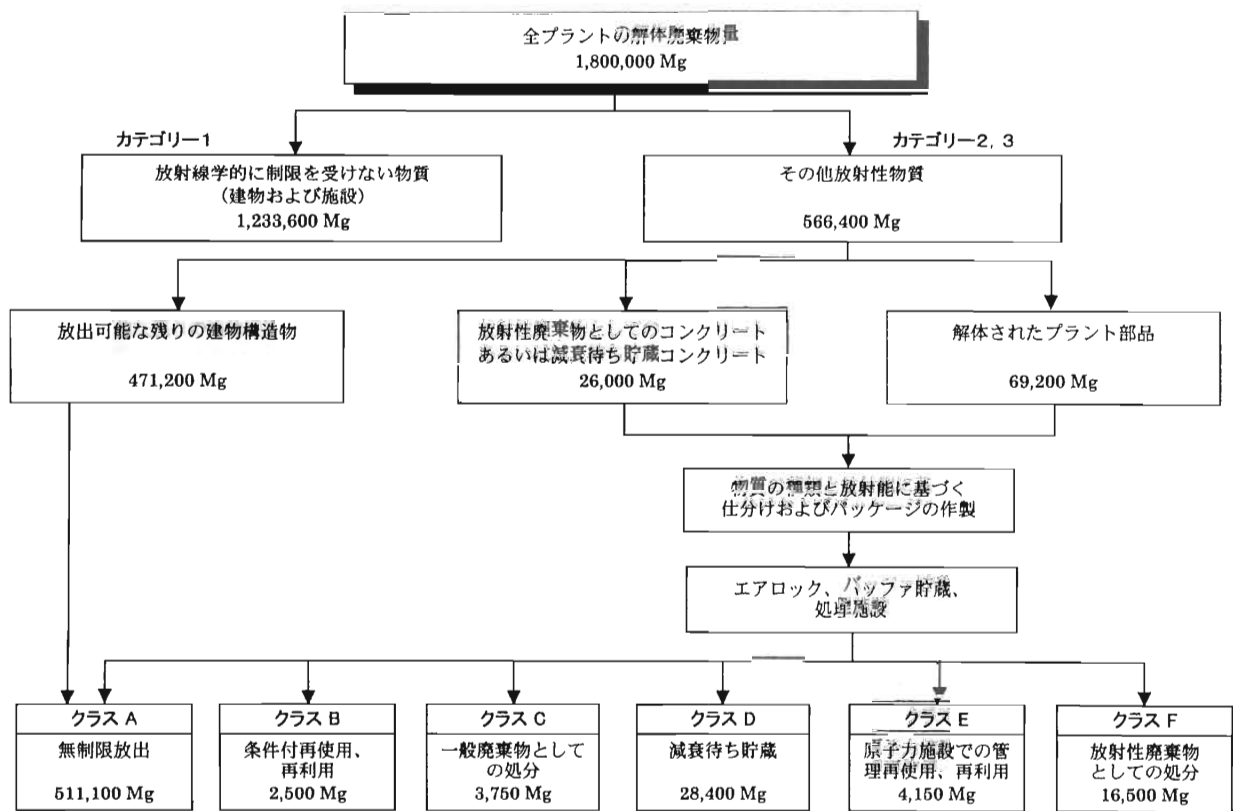 全プラントの解体廃棄物量
1,800,000 Mg
カテゴリー1
カテゴリー2, 3
放射線学的に制限を受けない物質
(建物および施設)
1,233,600 Mg
その他放射性物質
566,400 Mg
放出可能な残りの建物構造物
471,200 Mg
放射性廃棄物としてのコンクリート
あるいは減衰待ち貯蔵コンクリート
26,000 Mg
解体されたプラント部品
69,200 Mg
物質の種類と放射能に基づく
仕分けおよびパッケージの作製
エアロック、バッファ貯蔵、
処理施設
クラス A
無制限放出
511,100 Mg
クラス B
条件付再使用、
再利用
2,500 Mg
クラス C
一般廃棄物として
の処分
3,750 Mg
クラス D
減衰待ち貯蔵
28,400 Mg
クラス E
原子力施設での管
理再使用、再利用
4,150 Mg
クラス F
放射性廃棄物
としての処分
16,500 Mg